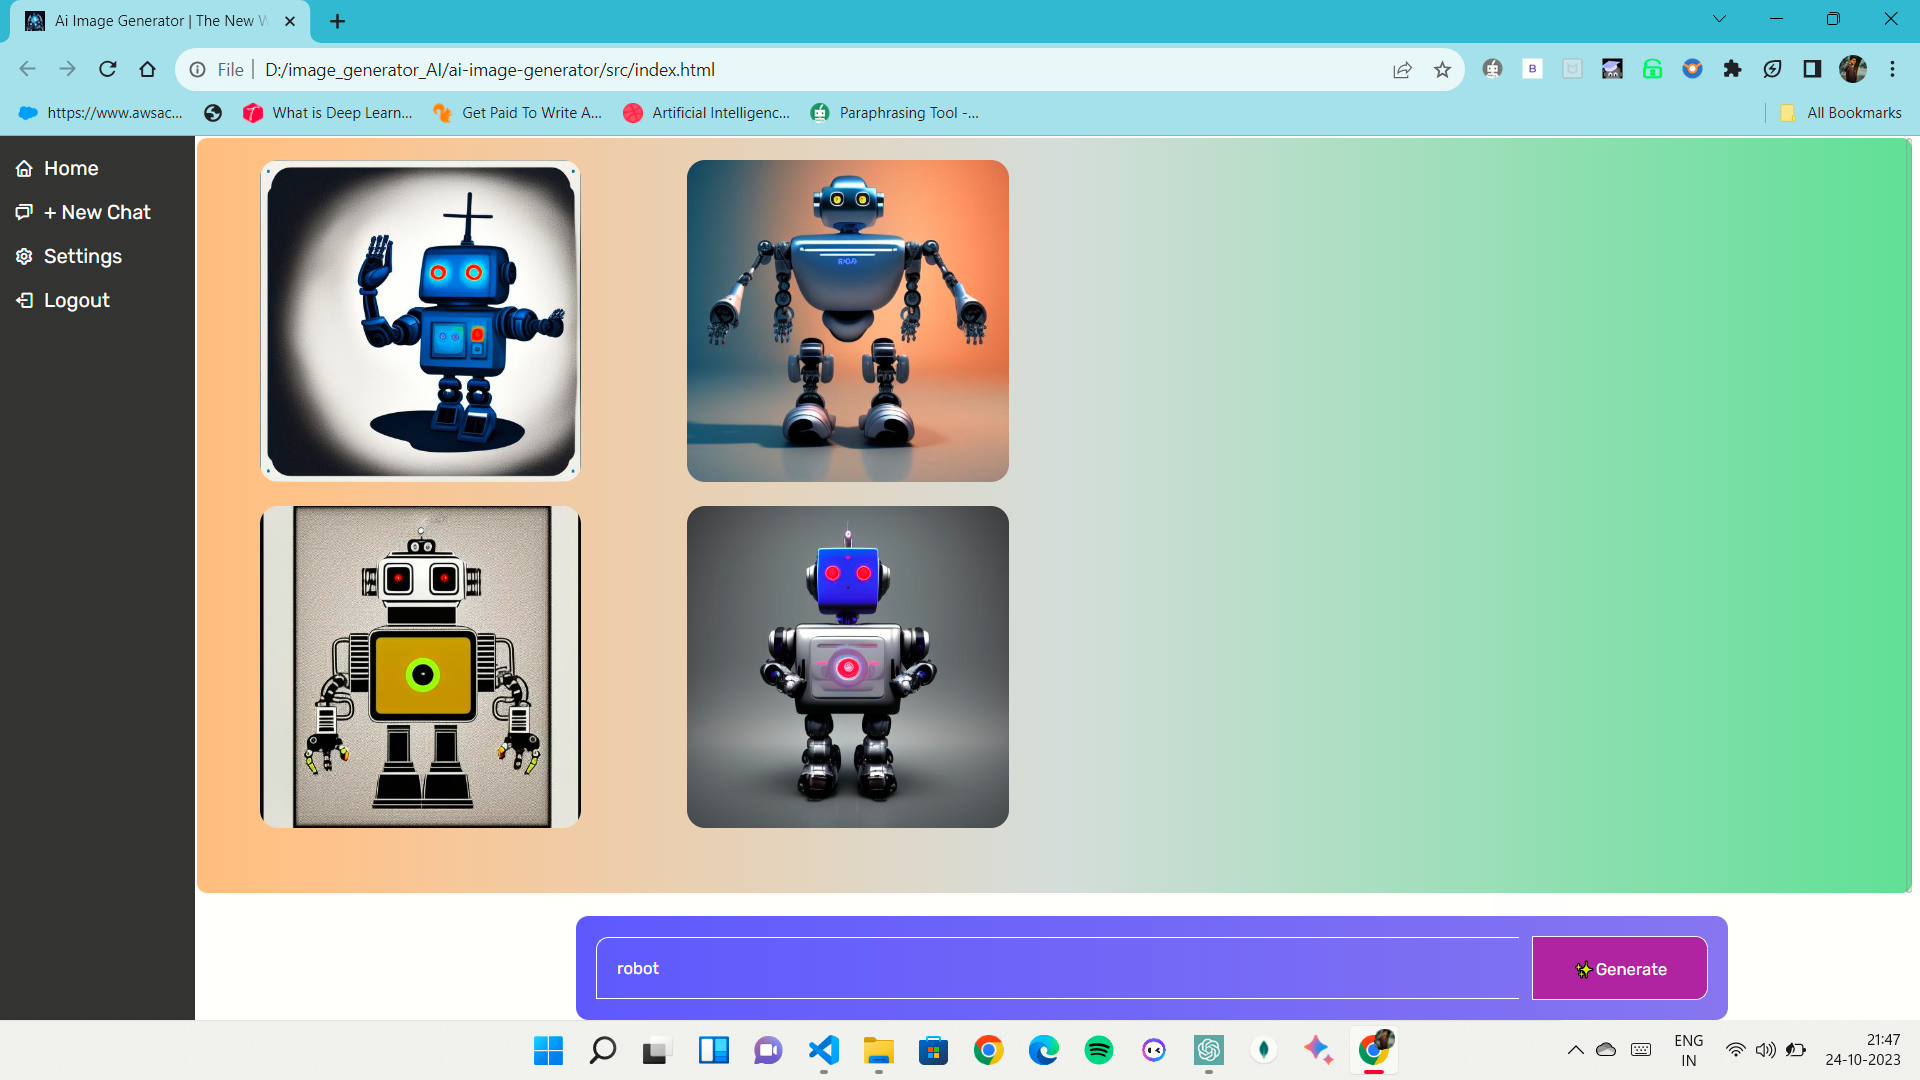 Ai Image Generator | The New W
File
D:/image_generator_AI/ai-image-generator/src/index.html
B
https://www.awsac...
What is Deep Learn...
Get Paid To Write A...
Artificial Intelligenc...
Paraphrasing Tool -...
All Bookmarks
Home
+ New Chat
Settings
Logout
robot
Generate
ENG
IN
21:47
24-10-2023